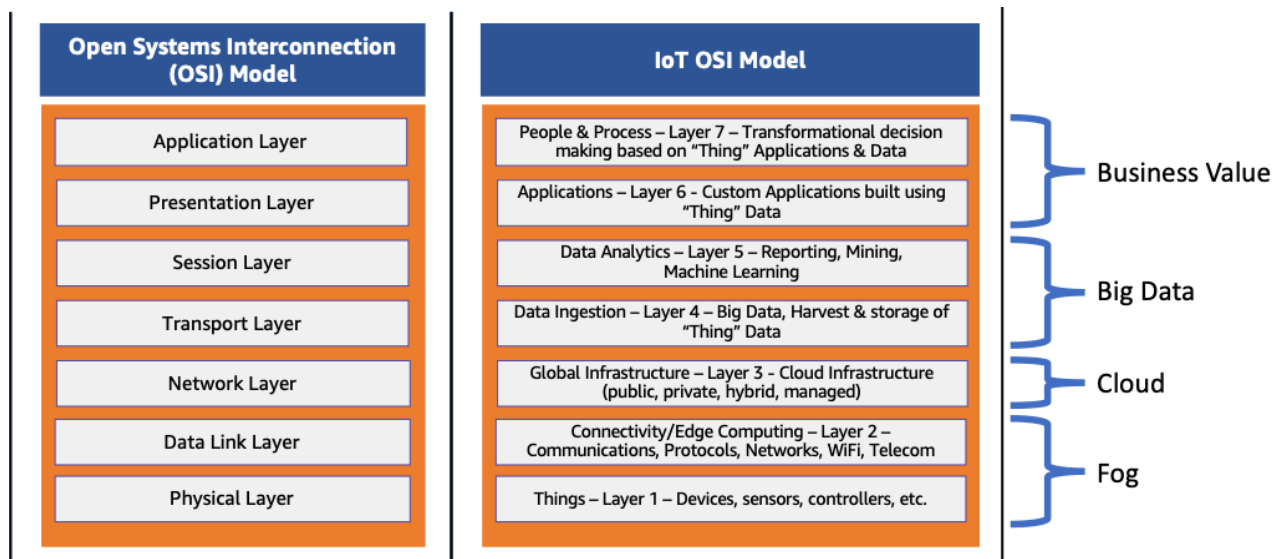 Open Systems Interconnection
(OSI) Model
Application Layer
Presentation Layer
Session Layer
Transport Layer
Network Layer
Data Link Layer
Physical Layer
IoT OSI Model
People & Process – Layer 7 – Transformational decision
making based on “Thing” Applications & Data
Applications – Layer 6 - Custom Applications built using
“Thing” Data
Data Analytics – Layer 5 – Reporting, Mining,
Machine Learning
Data Ingestion – Layer 4 – Big Data, Harvest & storage of
“Thing” Data
Global Infrastructure – Layer 3 - Cloud Infrastructure
(public, private, hybrid, managed)
Connectivity/Edge Computing – Layer 2 –
Communications, Protocols, Networks, WiFi, Telecom
Things – Layer 1 – Devices, sensors, controllers, etc.
Business Value
Big Data
Cloud
Fog